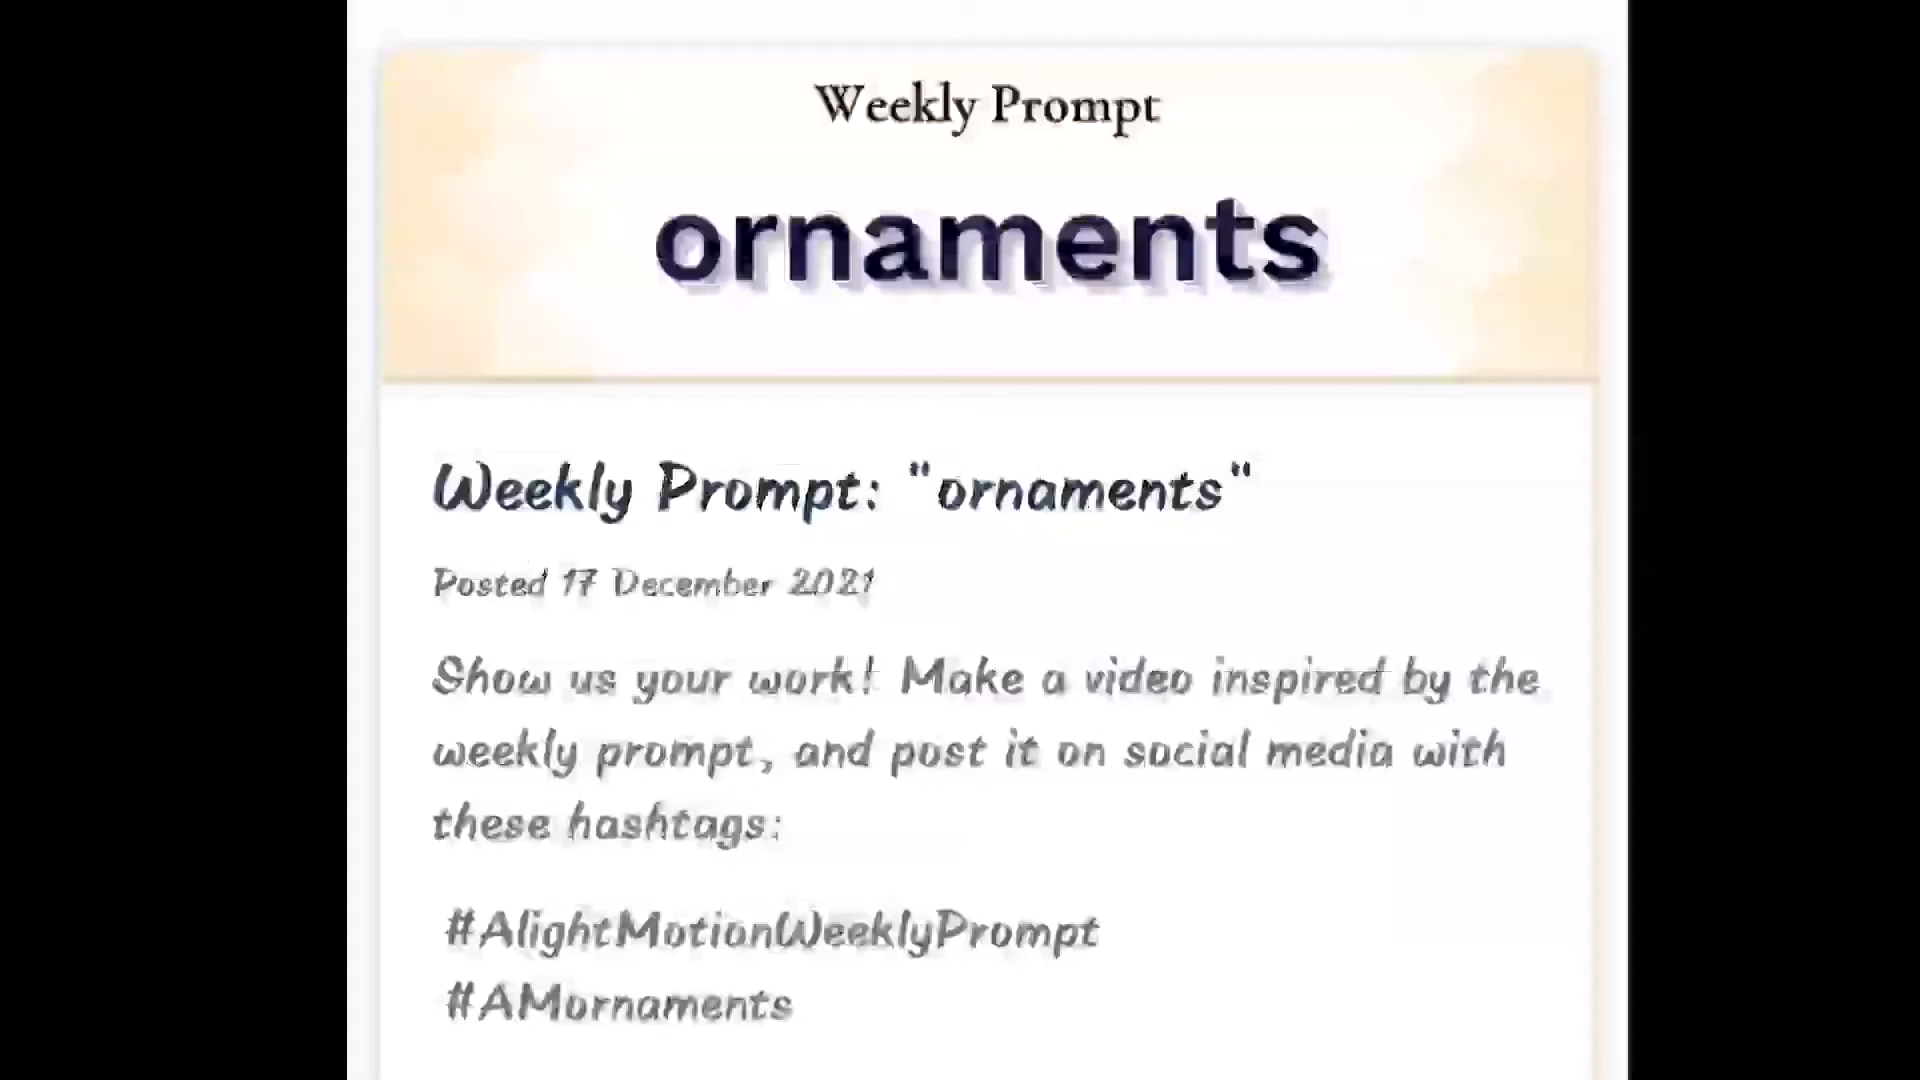 Weekly Prompt
ornaments
Weekly Prompt: "ornaments"
Posted 17 December 2021
Show us your work! Make a video inspired by the
weekly prompt, and post it on social media with
these hashtags:
#AlightMotionWeeklyPrompt
#AMornaments